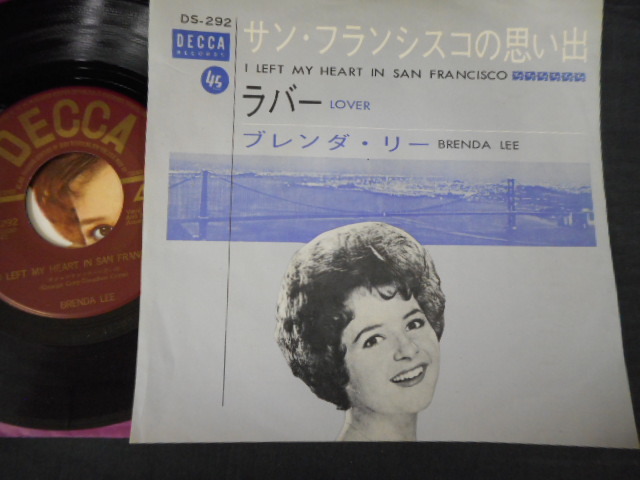 DS-292
DECCA
RECORDS
45
サン・フランシスコの思い出
I LEFT MY HEART IN SAN FRANCISCO
ラバー LOVER
ブレンダ・リー BRENDA LEE
DECCA
I LEFT MY HEART IN SAN FRAN
BRENDA LEE